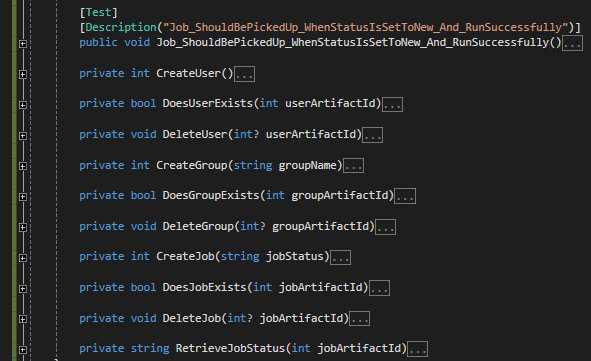 [Test]
[Description("Job_ShouldBePickedUp_WhenStatusIsSetToNew_And_RunSuccessfully")]
public void Job_ShouldBePickedUp_WhenStatusIsSetToNew_And_RunSuccessfully()...
private int CreateUser()...
private bool DoesUserExists(int userArtifactId)...
private void DeleteUser(int? userArtifactId)...
private int CreateGroup(string groupName)...
private bool DoesGroupExists(int groupArtifactId)...
private void DeleteGroup(int? groupArtifactId)...
private int CreateJob(string jobStatus)...
private bool DoesJobExists(int jobArtifactId)...
private void DeleteJob(int? jobArtifactId)...
private string RetrieveJobStatus(int jobArtifactId)...